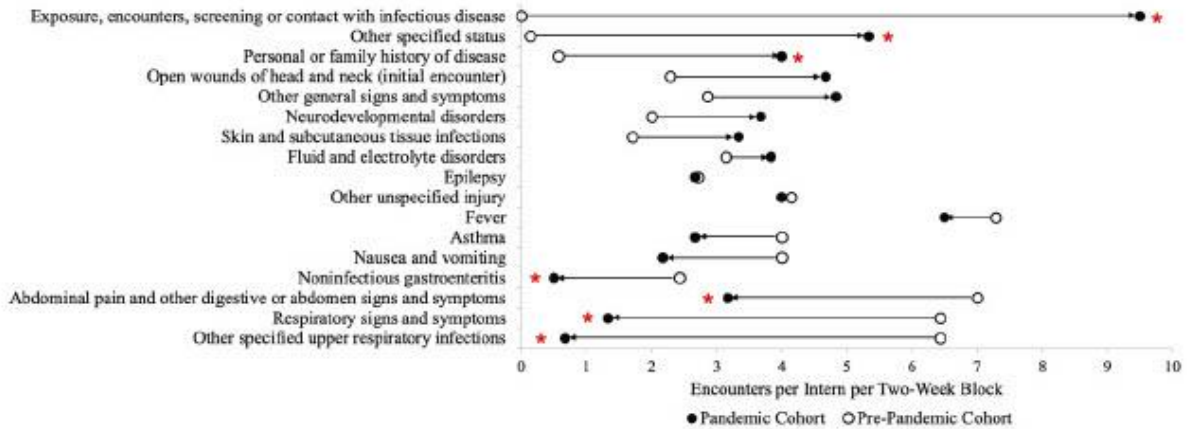 Exposure, encounters, screening or contact with infectious disease
Other specified status
Personal or family history of disease
Open wounds of head and neck (initial encounter)
Other general signs and symptoms
Neurodevelopmental disorders
Skin and subcutaneous tissue infections
Fluid and electrolyte disorders
Epilepsy
Other unspecified injury
Fever
Asthma
Nausea and vomiting
Noninfectious gastroenteritis
Abdominal pain and other digestive or abdomen signs and symptoms
Respiratory signs and symptoms
Other specified upper respiratory infections
0 1 2 3 4 5 6 7 8 9 10
Encounters per Intern per Two-Week Block
Pandemic Cohort Pre-Pandemic Cohort